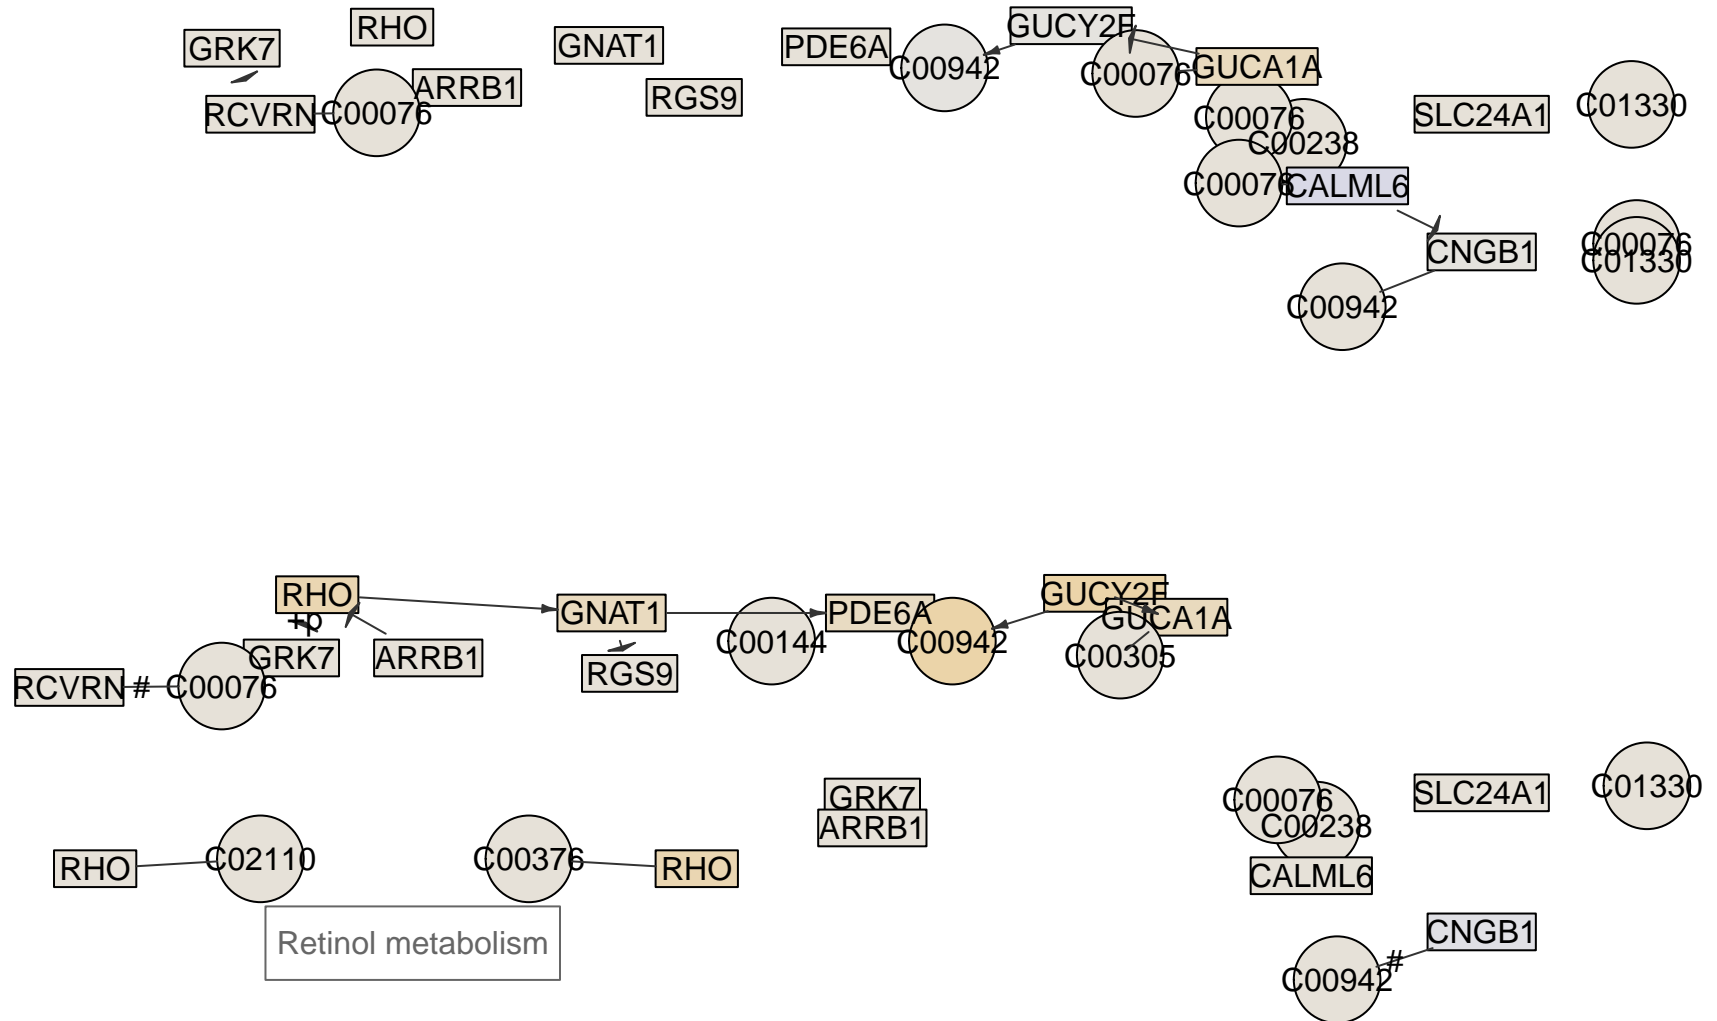 RHO
GRK7
GNAT1
PDE6A
C00942
GUCY2F
C00076
GUCA1A
ARRB1
RGS9
RCVRN
C00076
C00076
C00238
SLC24A1
C01330
C00076
CALML6
CNGB1
C00076
C01330
C00942
RHO
+p
GNAT1
PDE6A
GUCY2F
GUCA1A
C00144
C00942
C00305
GRK7
ARRB1
RGS9
RCVRN
#
C00076
GRK7
ARRB1
C00076
C00238
SLC24A1
C01330
RHO
C02110
C00376
RHO
CALML6
Retinol metabolism
CNGB1
#
C00942